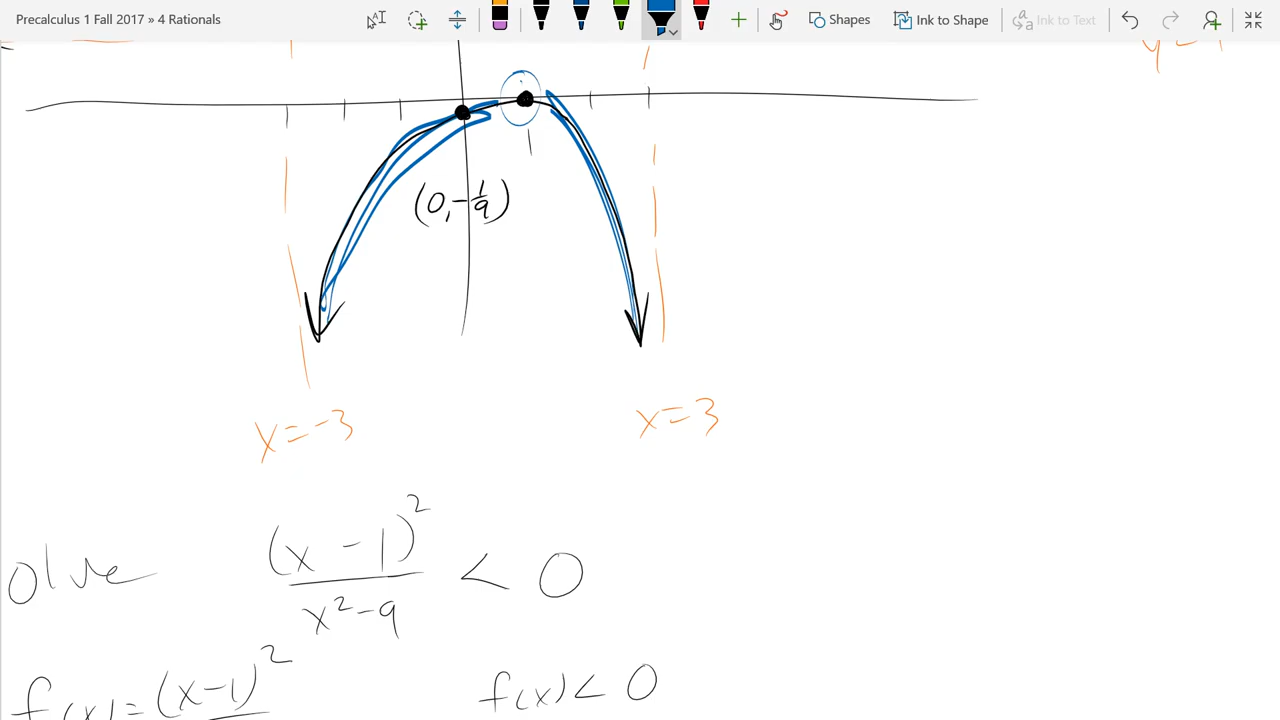 Precalculus 1 Fall 2017 » 4 Rationals
Shapes
Ink to Shape
Ink to Text
1
(0, -1/9)
x = -3
x = 3
olve (x - 1)^2 / x^2 - 9 < 0
f(x) = (x - 1)^2
f(x) < 0